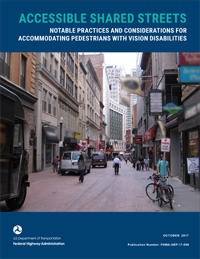 ACCESSIBLE SHARED STREETS
NOTABLE PRACTICES AND CONSIDERATIONS FOR
ACCOMMODATING PEDESTRIANS WITH VISION DISABILITIES
U.S. Department of Transportation
Federal Highway Administration
OCTOBER 2017
Publication Number: FHWA-HEP-17-096